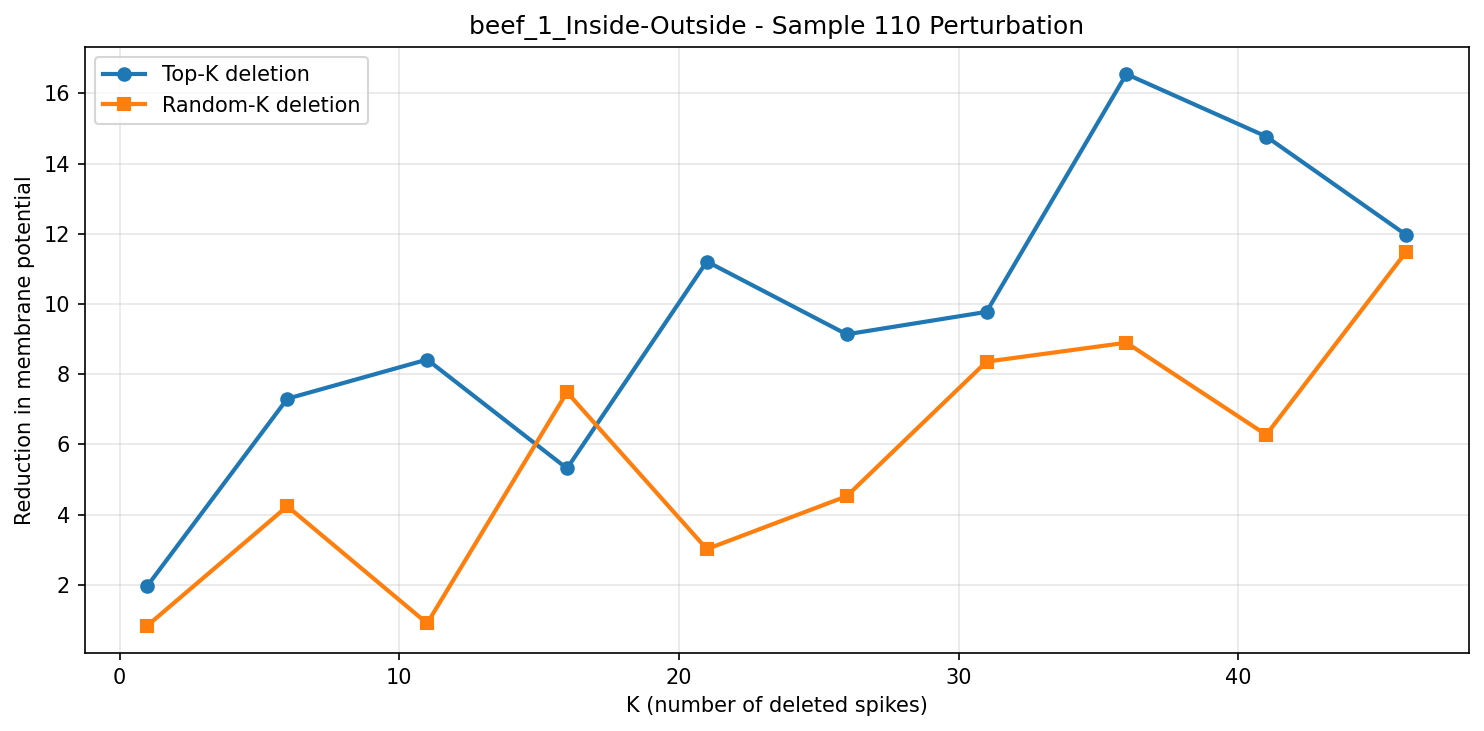 beef_1_Inside-Outside - Sample 110 Perturbation
Top-K deletion
Random-K deletion
Reduction in membrane potential
16
14
12
10
8
6
4
2
0
10
20
30
40
K (number of deleted spikes)